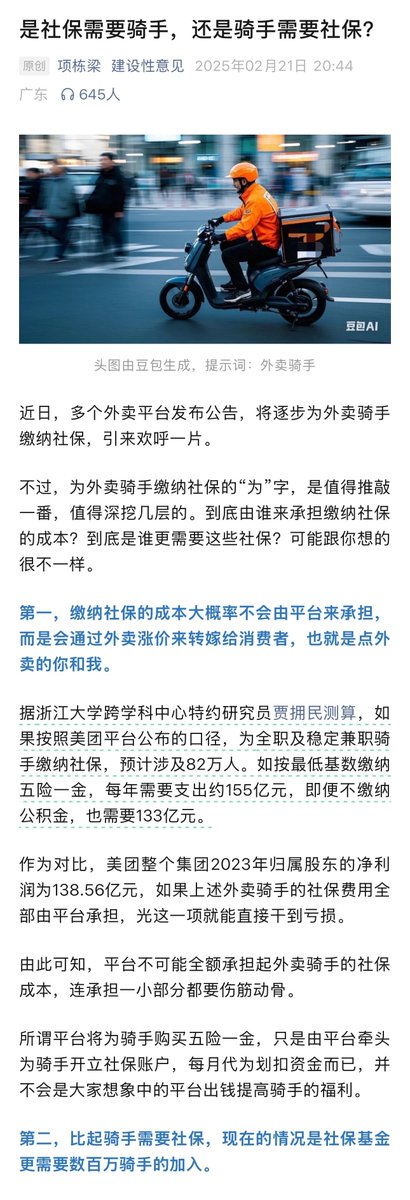 是社保需要骑手，还是骑手需要社保？
原创 项栋梁 建设性意见 2025年02月21日 20:44
广东 645人
豆包AI
头图由豆包生成，提示词：外卖骑手
近日，多个外卖平台发布公告，将逐步为外卖骑手
缴纳社保，引来欢呼一片。
不过，为外卖骑手缴纳社保的“为”字，是值得推敲
一番，值得深挖几层的。到底由谁来承担缴纳社保
的成本？到底是谁更需要这些社保？可能跟你想的
很不一样。
第一，缴纳社保的成本大概率不会由平台来承担，
而是会通过外卖涨价来转嫁给消费者，也就是点外
卖的你和我。
据浙江大学跨学科中心特约研究员贾拥民测算，如
果按照美团平台公布的口径，为全职及稳定兼职骑
手缴纳社保，预计涉及82万人。如按最低基数缴纳
五险一金，每年需要支出约155亿元，即便不缴纳
公积金，也需要133亿元。
作为对比，美团整个集团2023年归属股东的净利
润为138.56亿元，如果上述外卖骑手的社保费用全
部由平台承担，光这一项就能直接干到亏损。
由此可知，平台不可能全额承担起外卖骑手的社保
成本，连承担一小部分都要伤筋动骨。
所谓平台将为骑手购买五险一金，只是由平台牵头
为骑手开立社保账户，每月代为划扣资金而已，并
不会是大家想象中的平台出钱提高骑手的福利。
第二，比起骑手需要社保，现在的情况是社保基金
更需要数百万骑手的加入。